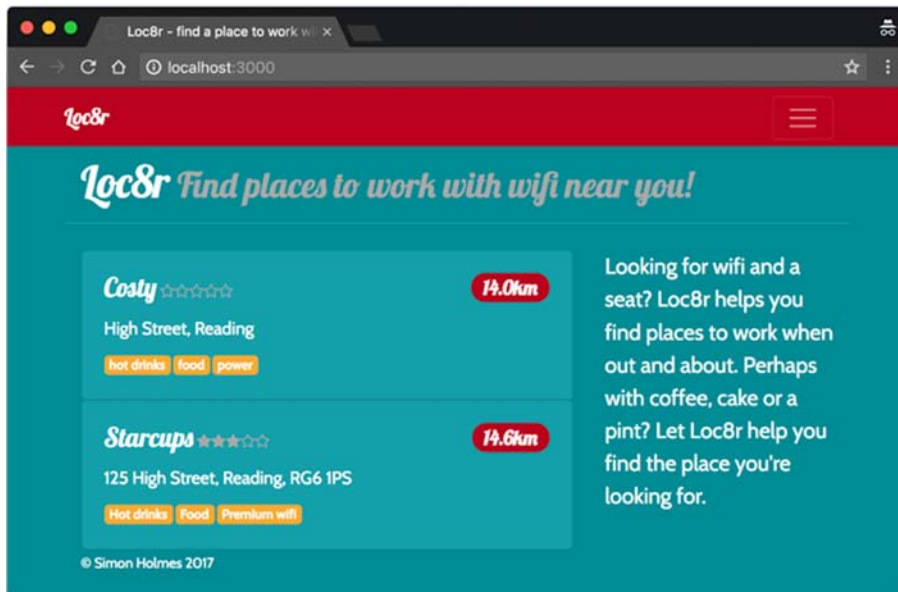 Loc8r - find a place to work wi
localhost:3000
Loc8r
Loc8r Find places to work with wifi near you!
Costy 14.0km
High Street, Reading
hot drinks food power
Starcups 14.6km
125 High Street, Reading, RG6 1PS
Hot drinks Food Premium wifi
Looking for wifi and a
seat? Loc8r helps you
find places to work when
out and about. Perhaps
with coffee, cake or a
pint? Let Loc8r help you
find the place you're
looking for.
© Simon Holmes 2017